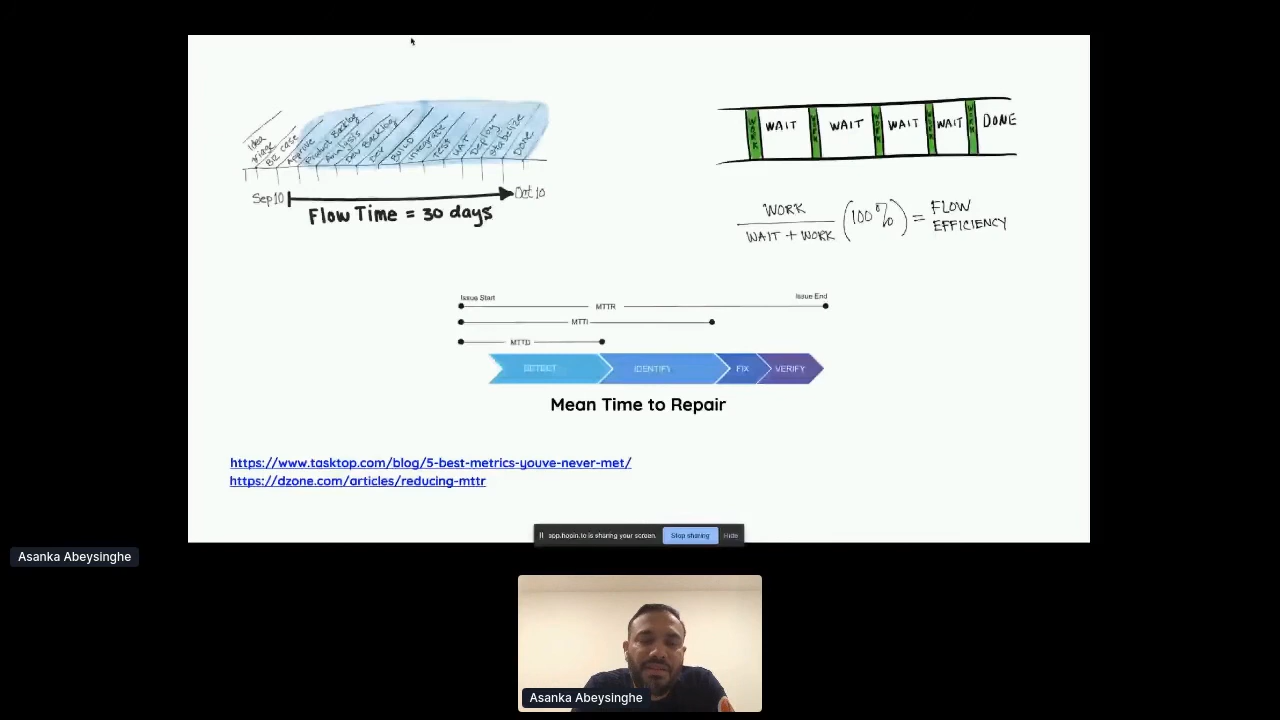 Idea
Triage
Biz case
Approve
Product Backlog
Analysis
Dev Backlog
Dev
BUILD
Integrate
Test
UAT
Deploy
Stabelize
Done
Sep 10
Oct 10
Flow Time = 30 days
WORK WAIT WORK WAIT WORK WAIT WORK WAIT WORK DONE
WORK
WAIT + WORK
(100%) = FLOW
EFFICIENCY
Issue Start
Issue End
MTTR
MTTI
MTTD
DETECT IDENTIFY FIX VERIFY
Mean Time to Repair
https://www.tasktop.com/blog/5-best-metrics-youve-never-met/
https://dzone.com/articles/reducing-mttr
app.hopin.to is sharing your screen. Stop sharing Hide
Asanka Abeysinghe
Asanka Abeysinghe